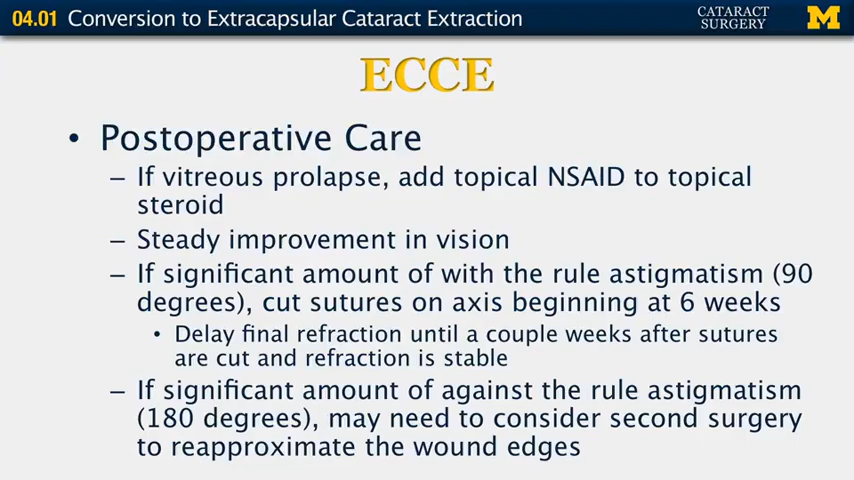 04.01 Conversion to Extracapsular Cataract Extraction
CATARACT
SURGERY
M
ECCE
• Postoperative Care
– If vitreous prolapse, add topical NSAID to topical
steroid
– Steady improvement in vision
– If significant amount of with the rule astigmatism (90
degrees), cut sutures on axis beginning at 6 weeks
• Delay final refraction until a couple weeks after sutures
are cut and refraction is stable
– If significant amount of against the rule astigmatism
(180 degrees), may need to consider second surgery
to reapproximate the wound edges